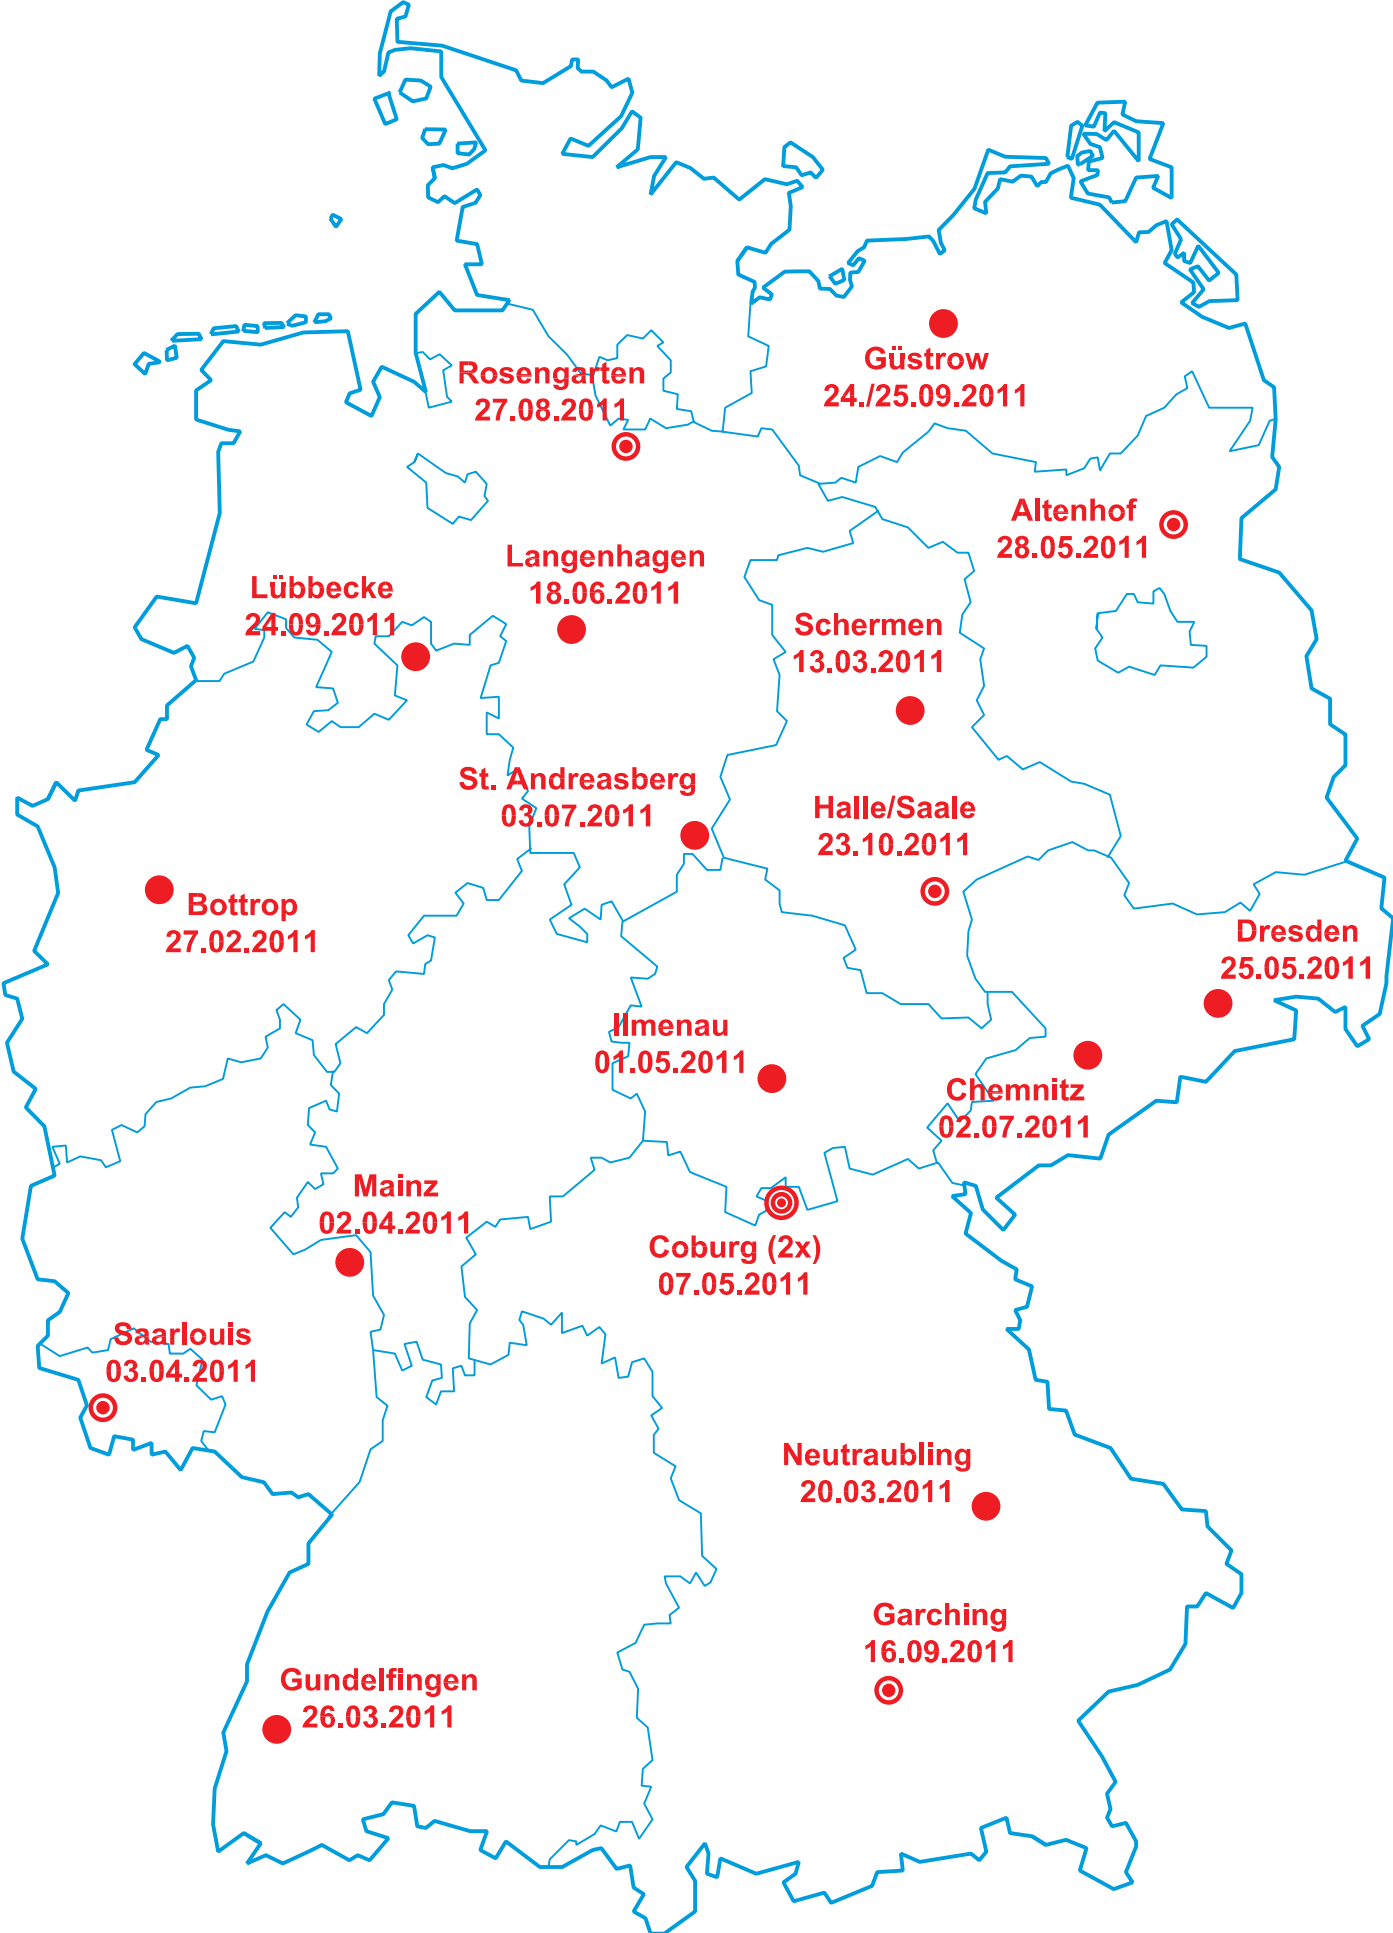 Güstrow
24./25.09.2011
Rosengarten
27.08.2011
Altenhof
28.05.2011
Langenhagen
18.06.2011
Lübbecke
24.09.2011
Schermen
13.03.2011
St. Andreasberg
03.07.2011
Halle/Saale
23.10.2011
Bottrop
27.02.2011
Dresden
25.05.2011
Ilmenau
01.05.2011
Chemnitz
02.07.2011
Mainz
02.04.2011
Coburg (2x)
07.05.2011
Saarlouis
03.04.2011
Neutraubling
20.03.2011
Garching
16.09.2011
Gundelfingen
26.03.2011